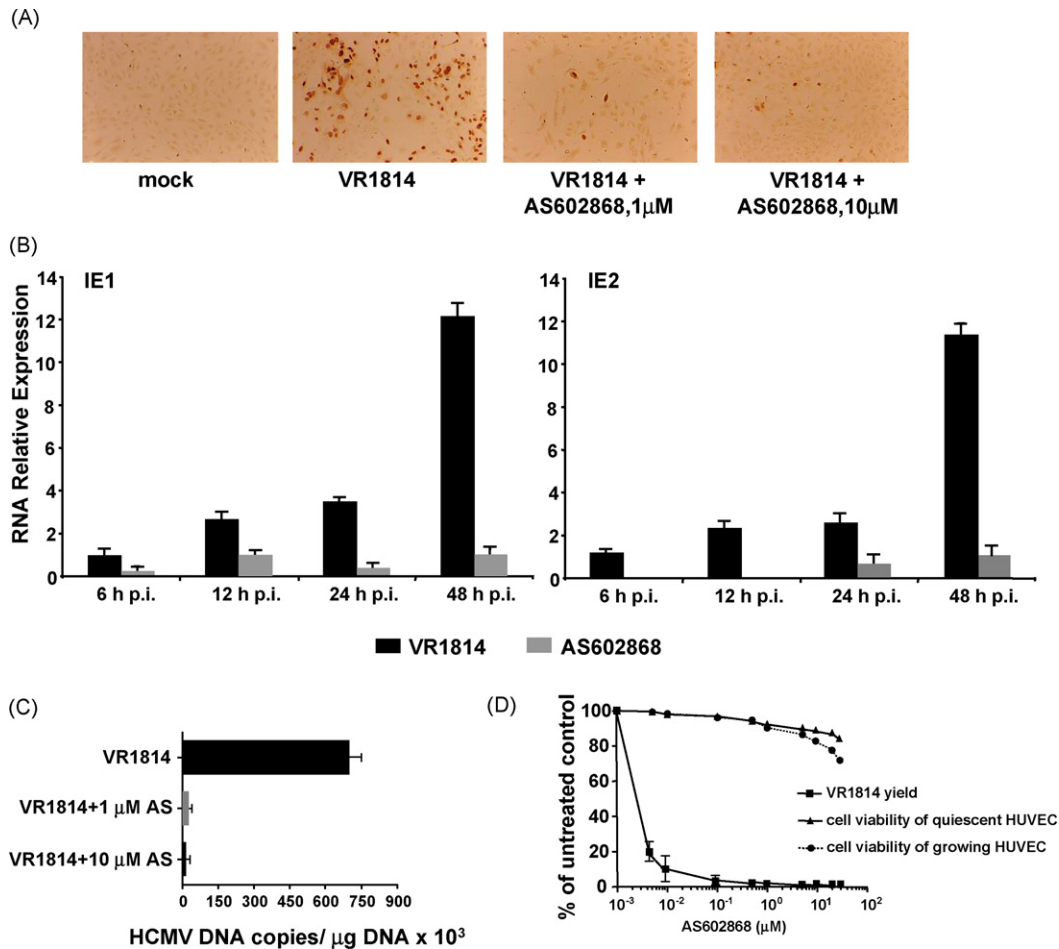 (A)
mock
VR1814
VR1814 +
AS602868,1μM
VR1814 +
AS602868,10μM
(B)
RNA Relative Expression
IE1
14
12
10
8
6
4
2
0
6 h p.i.
12 h p.i.
24 h p.i.
48 h p.i.
IE2
14
12
10
8
6
4
2
0
6 h p.i.
12 h p.i.
24 h p.i.
48 h p.i.
VR1814
AS602868
(C)
VR1814
VR1814+1 μM AS
VR1814+10 μM AS
0
150
300
450
600
750
900
HCMV DNA copies/ μg DNA x 10³
(D)
% of untreated control
100
80
60
40
20
0
VR1814 yield
cell viability of quiescent HUVEC
cell viability of growing HUVEC
10⁻³
10⁻²
10⁻¹
10⁰
10¹
10²
AS602868 (μM)